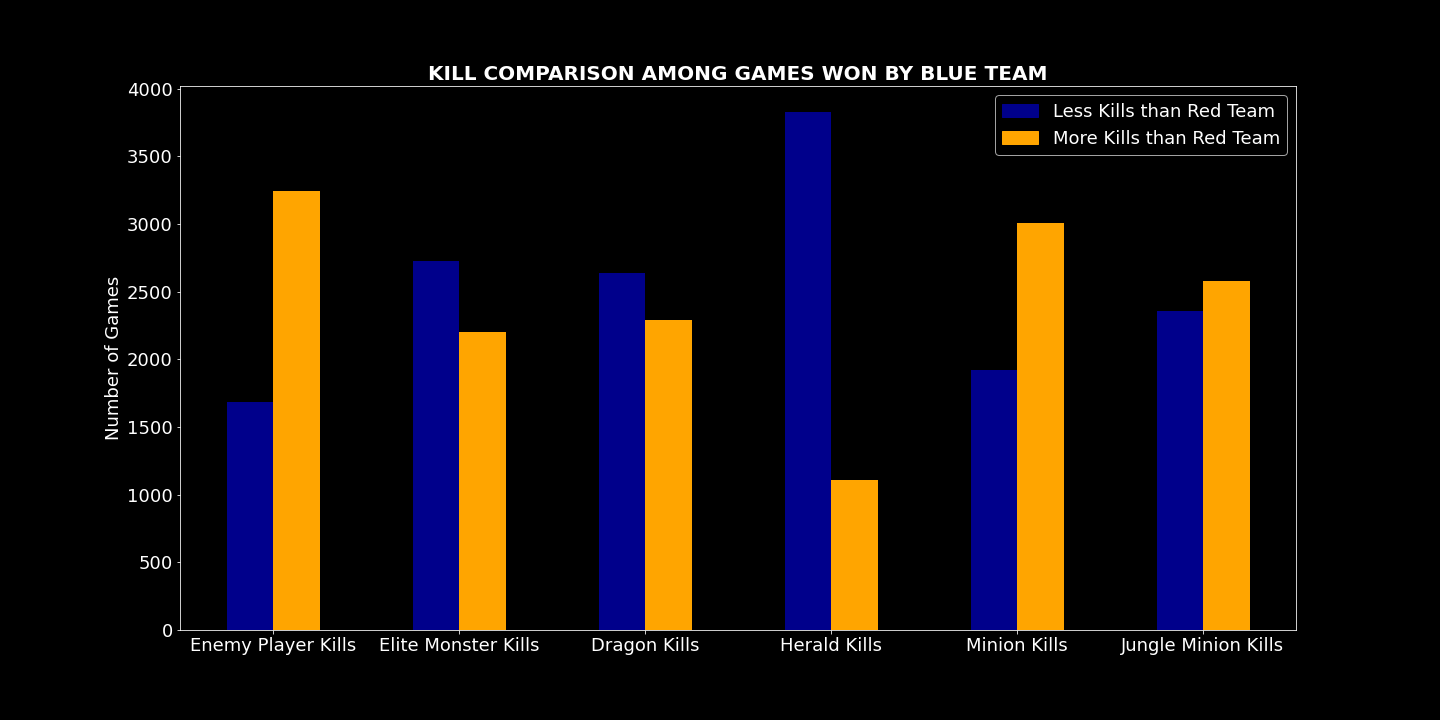 KILL COMPARISON AMONG GAMES WON BY BLUE TEAM
Less Kills than Red Team
More Kills than Red Team
Number of Games
4000
3500
3000
2500
2000
1500
1000
500
0
Enemy Player Kills
Elite Monster Kills
Dragon Kills
Herald Kills
Minion Kills
Jungle Minion Kills